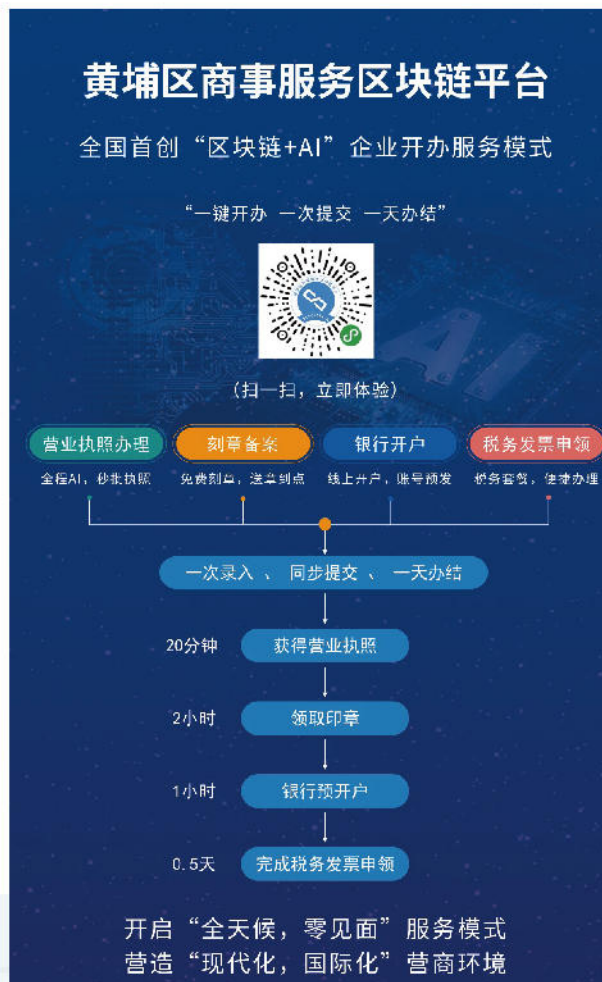 黄埔区商事服务区块链平台
全国首创“区块链+AI”企业开办服务模式
“一键开办 一次提交 一天办结”
（扫一扫，立即体验）
营业执照办理 刻章备案 银行开户 税务发票申领
全程AI，秒批执照 免费刻章，送章到点 线上开户，账号预发 税务套餐，便捷办理
一次录入 、 同步提交 、 一天办结
20分钟 获得营业执照
2小时 领取印章
1小时 银行预开户
0.5天 完成税务发票申领
开启“全天候，零见面”服务模式
营造“现代化，国际化”营商环境